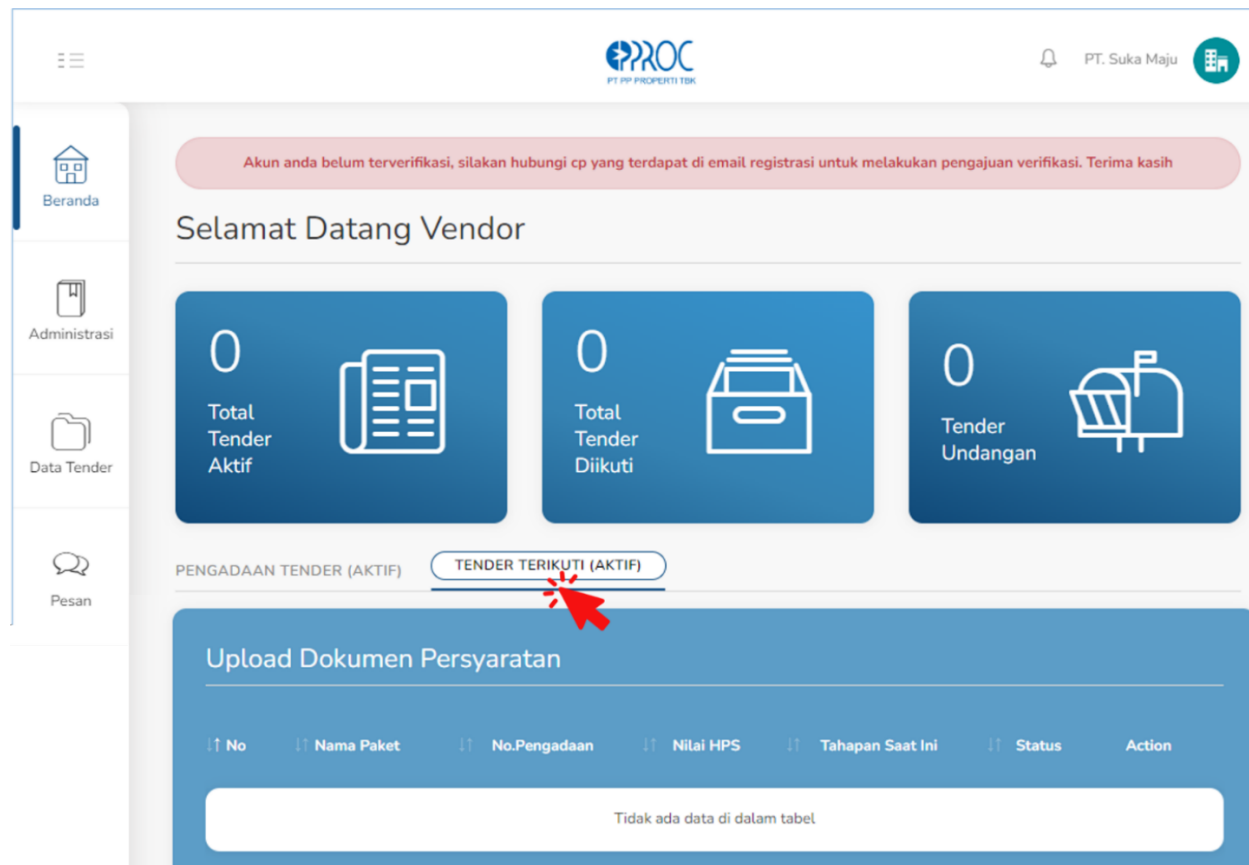 PPROC
PT PP PROPERTI TBK
PT. Suka Maju
Beranda
Administrasi
Data Tender
Pesan
Akun anda belum terverifikasi, silakan hubungi cp yang terdapat di email registrasi untuk melakukan pengajuan verifikasi. Terima kasih
Selamat Datang Vendor
0
Total
Tender
Aktif
0
Total
Tender
Diikuti
0
Tender
Undangan
PENGADAAN TENDER (AKTIF)
TENDER TERIKUTI (AKTIF)
Upload Dokumen Persyaratan
No Nama Paket No.Pengadaan Nilai HPS Tahapan Saat Ini Status Action
Tidak ada data di dalam tabel